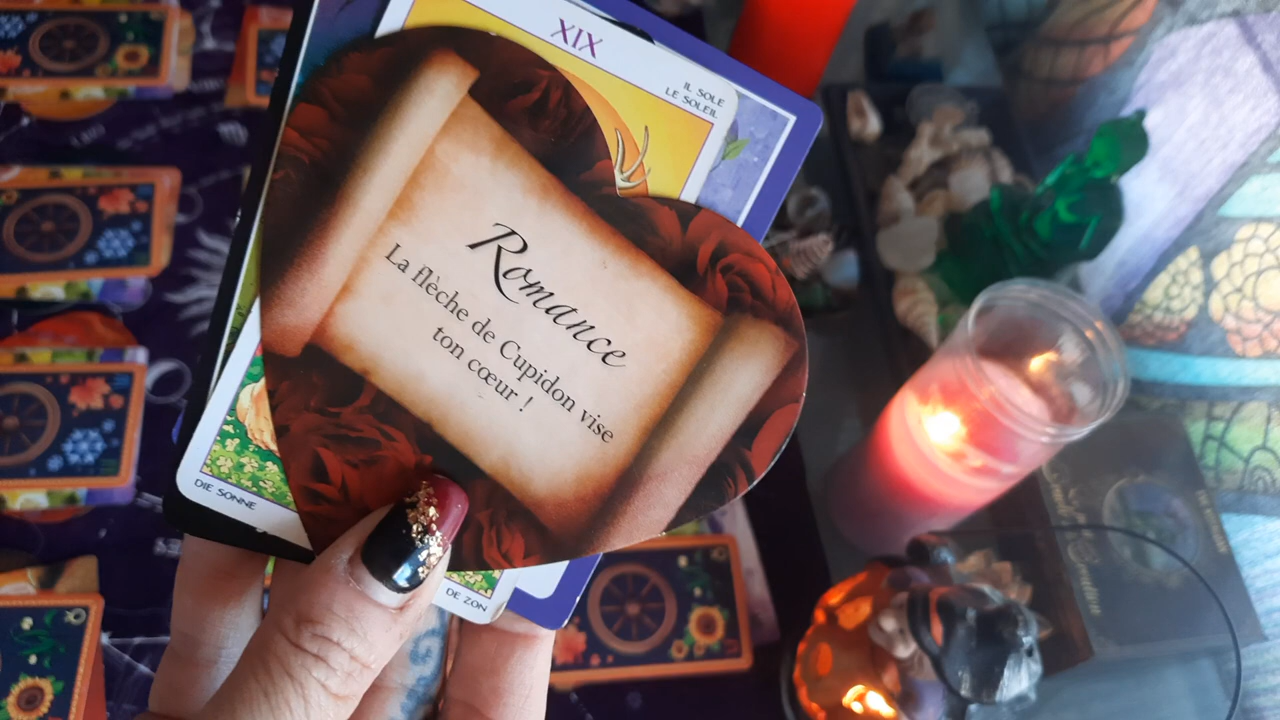 XIX
IL SOLE
LE SOLEIL
Romance
La flèche de Cupidon vise
ton cœur !
DIE SONNE
DE ZON